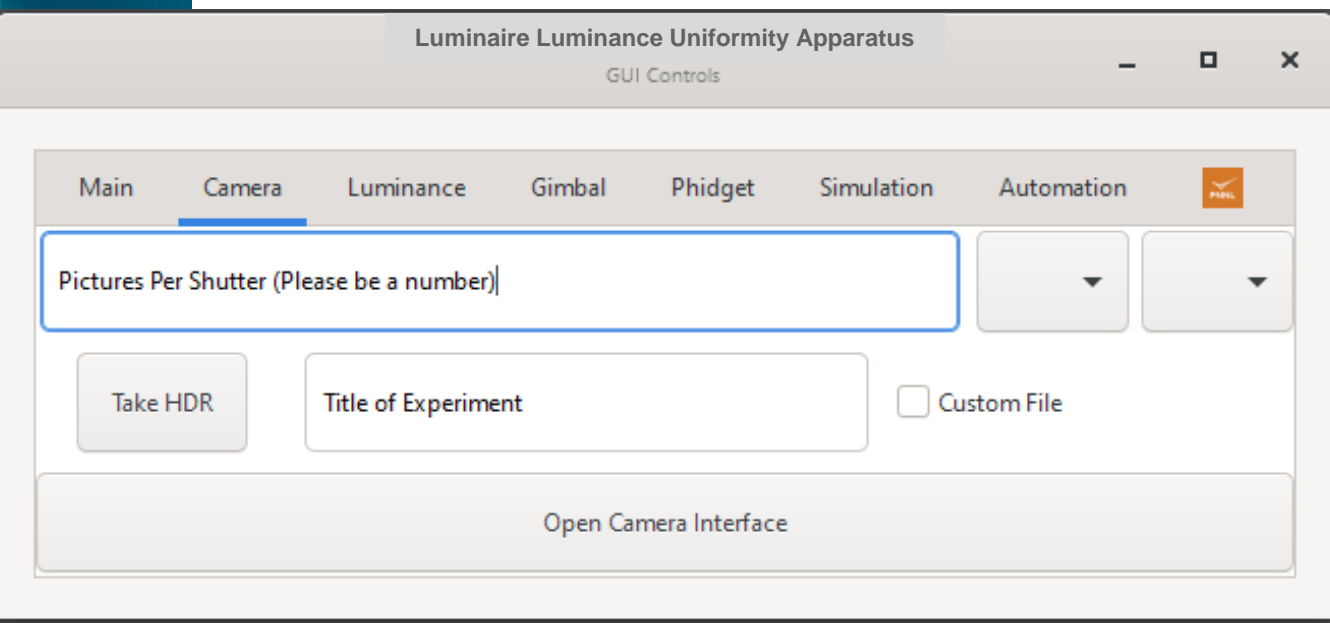 Luminaire Luminance Uniformity Apparatus
GUI Controls
Main Camera Luminance Gimbal Phidget Simulation Automation PNNL
Pictures Per Shutter (Please be a number)
Take HDR Title of Experiment Custom File
Open Camera Interface